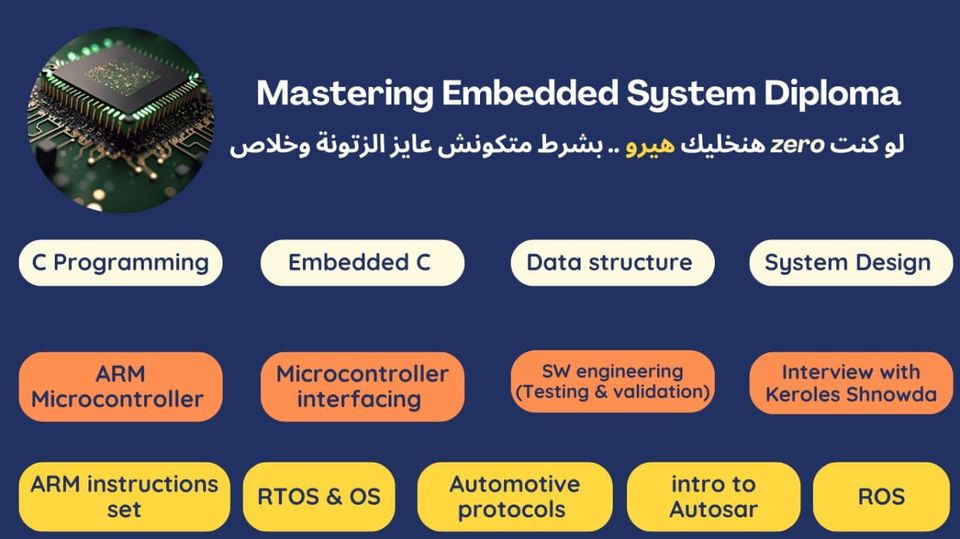 Mastering Embedded System Diploma
لو كنت zero هنخليك هيرو .. بشرط متكونش عايز الزتونة وخلاص
C Programming
Embedded C
Data structure
System Design
ARM
Microcontroller
Microcontroller
interfacing
SW engineering
(Testing & validation)
Interview with
Keroles Shnowda
ARM instructions
set
RTOS & OS
Automotive
protocols
intro to
Autosar
ROS